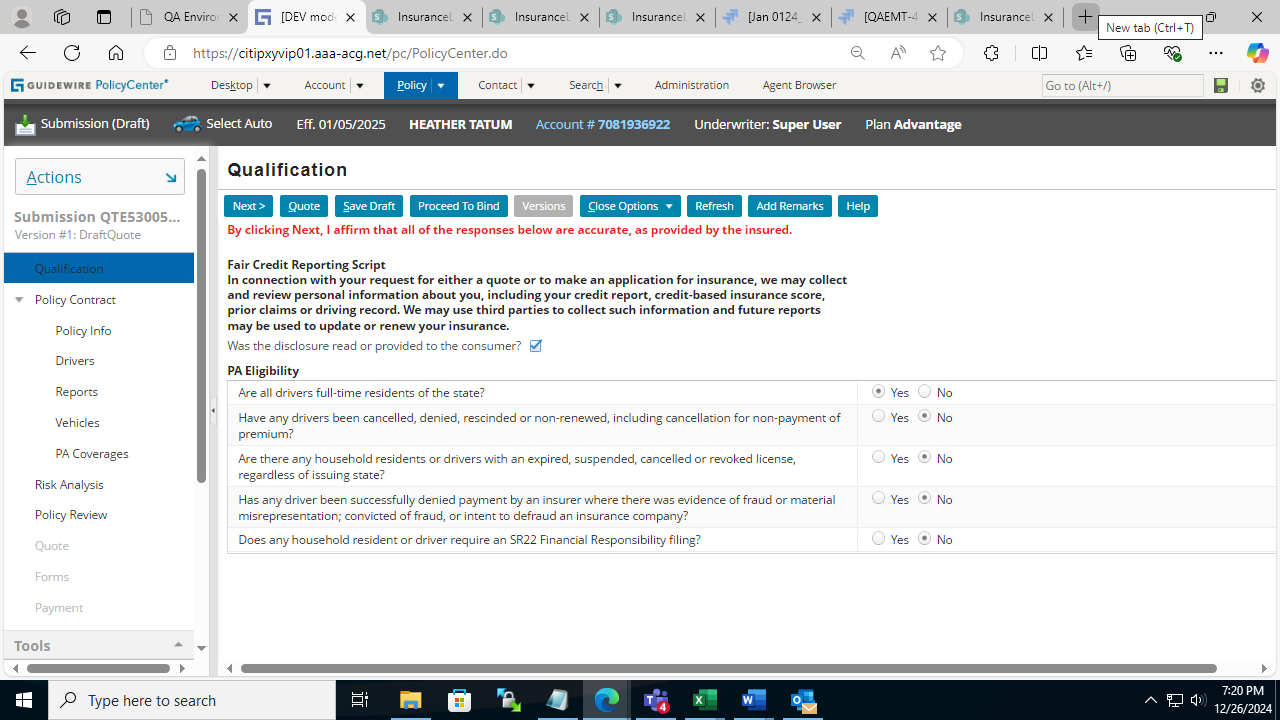 QA Environ
[DEV mode
InsuranceL
InsuranceL
InsuranceL
[Jan 0124_
[QAEMT-4
InsuranceL
New tab (Ctrl+T)
https://citipxyvip01.aaa-acg.net/pc/PolicyCenter.do
GUIDEWIRE PolicyCenter®
Desktop
Account
Policy
Contact
Search
Administration
Agent Browser
Go to (Alt+/)
Submission (Draft)
Select Auto
Eff. 01/05/2025
HEATHER TATUM
Account # 7081936922
Underwriter: Super User
Plan Advantage
Actions
Submission QTE53005...
Version #1: DraftQuote
Qualification
Policy Contract
Policy Info
Drivers
Reports
Vehicles
PA Coverages
Risk Analysis
Policy Review
Quote
Forms
Payment
Tools
Qualification
Next >
Quote
Save Draft
Proceed To Bind
Versions
Close Options
Refresh
Add Remarks
Help
By clicking Next, I affirm that all of the responses below are accurate, as provided by the insured.
Fair Credit Reporting Script
In connection with your request for either a quote or to make an application for insurance, we may collect
and review personal information about you, including your credit report, credit-based insurance score,
prior claims or driving record. We may use third parties to collect such information and future reports
may be used to update or renew your insurance.
Was the disclosure read or provided to the consumer?
PA Eligibility
Are all drivers full-time residents of the state?
Yes No
Have any drivers been cancelled, denied, rescinded or non-renewed, including cancellation for non-payment of
premium?
Yes No
Are there any household residents or drivers with an expired, suspended, cancelled or revoked license,
regardless of issuing state?
Yes No
Has any driver been successfully denied payment by an insurer where there was evidence of fraud or material
misrepresentation; convicted of fraud, or intent to defraud an insurance company?
Yes No
Does any household resident or driver require an SR22 Financial Responsibility filing?
Yes No
Type here to search
4
7:20 PM
12/26/2024